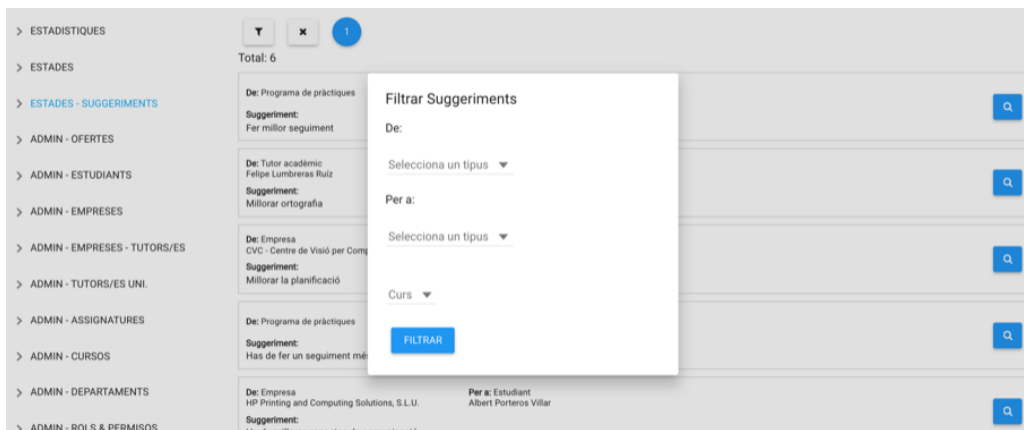 ESTADISTIQUES
ESTADES
ESTADES - SUGGERIMENTS
ADMIN - OFERTES
ADMIN - ESTUDIANTS
ADMIN - EMPRESES
ADMIN - EMPRESES - TUTORS/ES
ADMIN - TUTORS/ES UNI.
ADMIN - ASSIGNATURES
ADMIN - CURSOS
ADMIN - DEPARTAMENTS
ADMIN - ROLS & PERMISOS
1
Total: 6
De: Programa de pràctiques
Suggeriment:
Fer millor seguiment
De: Tutor acadèmic
Felipe Lumbreras Ruíz
Suggeriment:
Millorar ortografia
De: Empresa
CVC - Centre de Visió per Comp
Suggeriment:
Millorar la planificació
De: Programa de pràctiques
Suggeriment:
Has de fer un seguiment mé
De: Empresa
HP Printing and Computing Solutions, S.L.U.
Per a: Estudiant
Albert Porteros Villar
Suggeriment:
Filtrar Suggeriments
De:
Selecciona un tipus
Per a:
Selecciona un tipus
Curs
FILTRAR